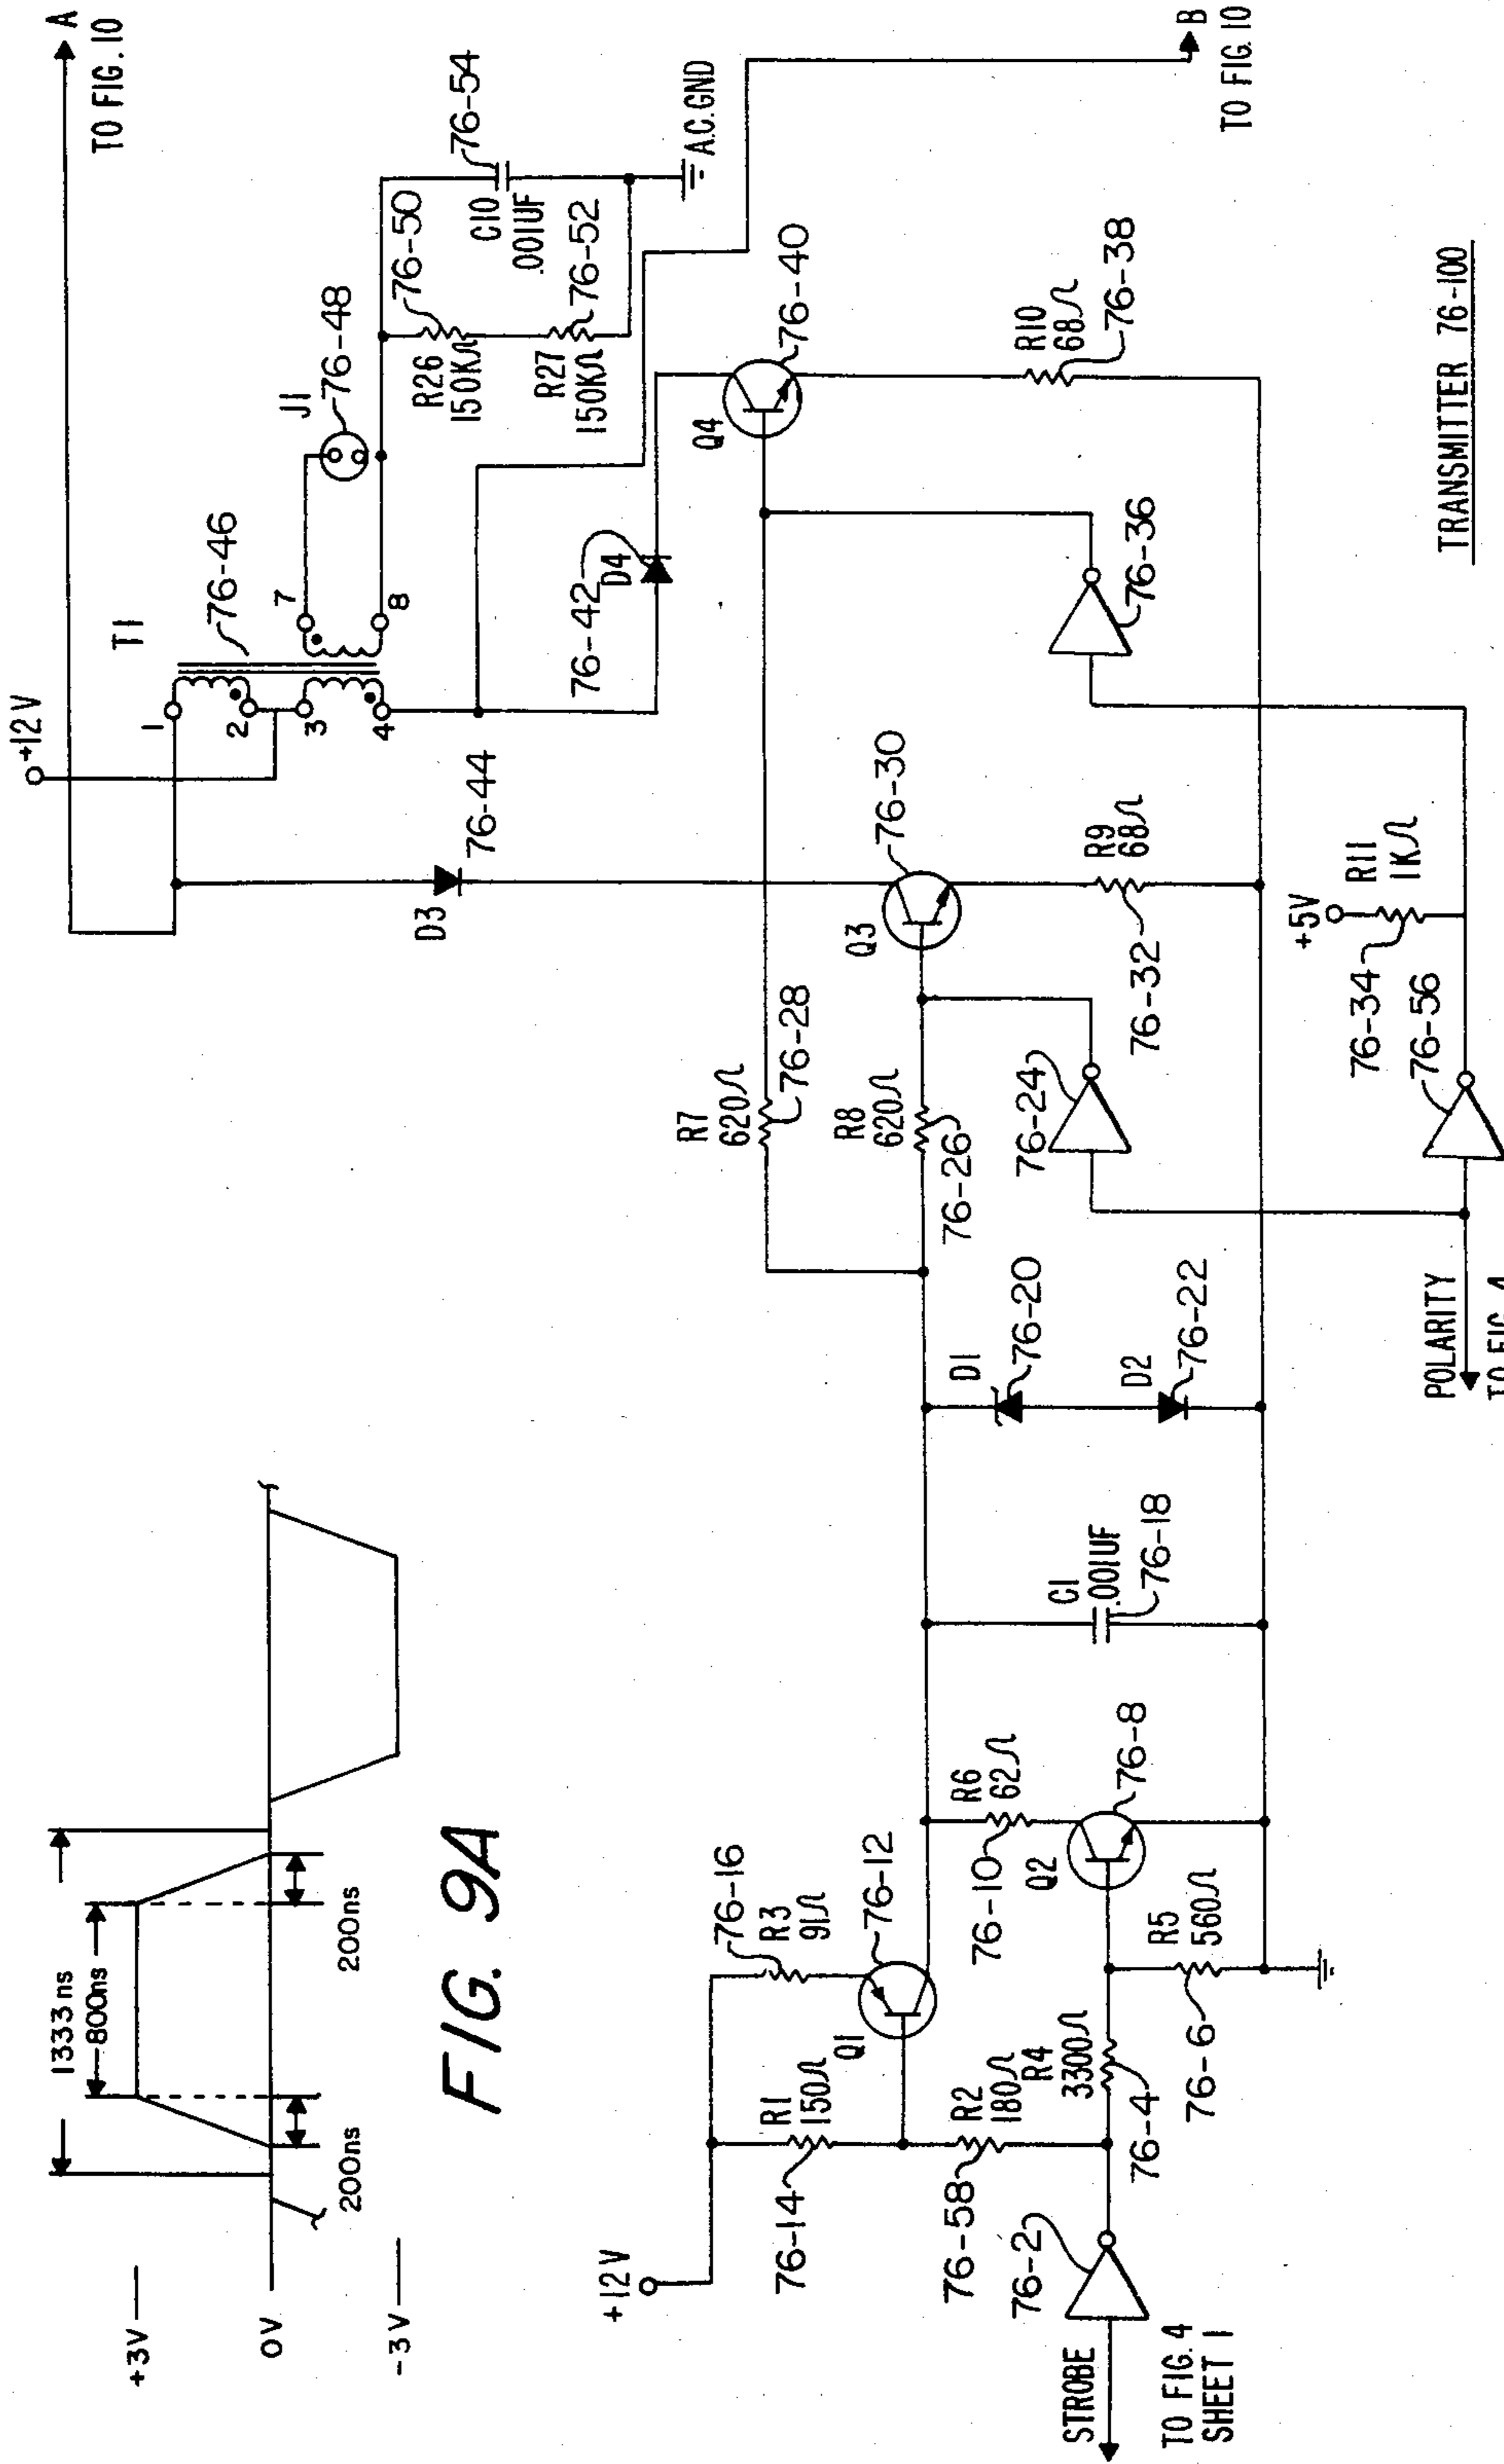 +3V
0V
-3V
1333 ns
800ns
200ns
200ns
FIG. 9A
+12V
A
TO FIG. 10
T1
76-46
1
2
3
4
7
8
J1
76-48
76-50
R26
150KΩ
R27
150KΩ
76-52
76-54
C10
.001UF
A.C. GND
B
TO FIG. 10
D3
76-44
76-42
D4
Q4
76-40
R10
68Ω
76-38
R7
620Ω
76-28
Q3
76-30
R8
620Ω
76-26
76-24
R9
68Ω
76-32
76-36
+5V
R11
1KΩ
76-34
76-56
POLARITY
TO FIG. 4
D1
76-20
D2
76-22
C1
.001UF
76-18
+12V
R1
150Ω
76-14
R3
91Ω
76-16
Q1
76-12
R2
180Ω
76-58
R4
3300Ω
76-4
R6
62Ω
76-10
Q2
76-8
R5
560Ω
76-6
76-2
STROBE
TO FIG. 4
SHEET 1
TRANSMITTER 76-100